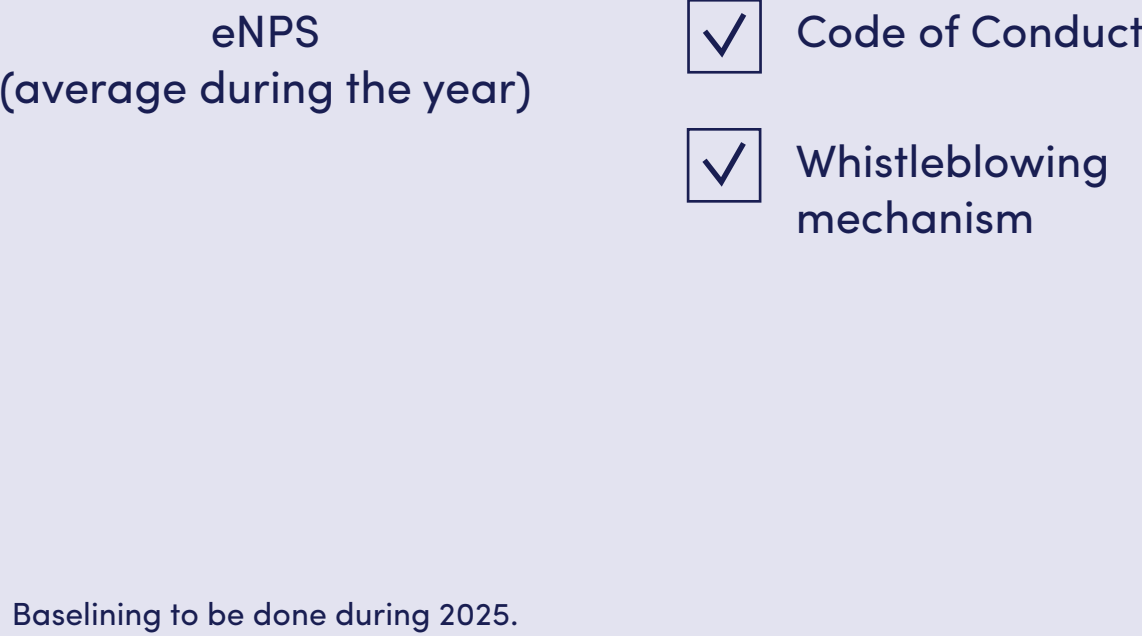 eNPS
(average during the year)
Code of Conduct
Whistleblowing
mechanism
Baselining to be done during 2025.